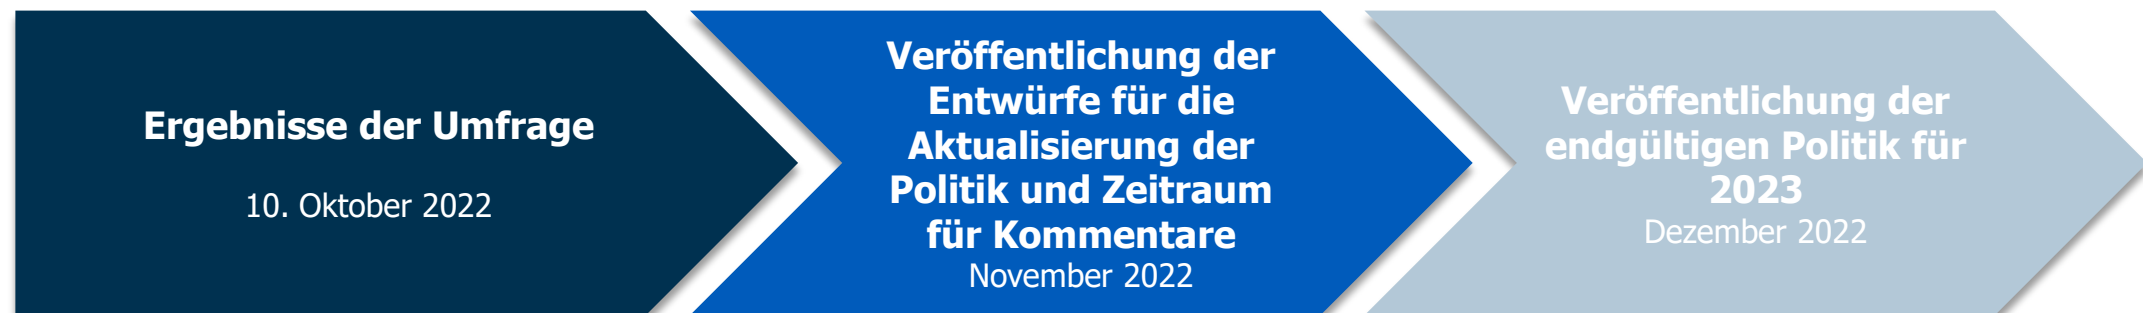 Ergebnisse der Umfrage
10. Oktober 2022
Veröffentlichung der
Entwürfe für die
Aktualisierung der
Politik und Zeitraum
für Kommentare
November 2022
Veröffentlichung der
endgültigen Politik für
2023
Dezember 2022